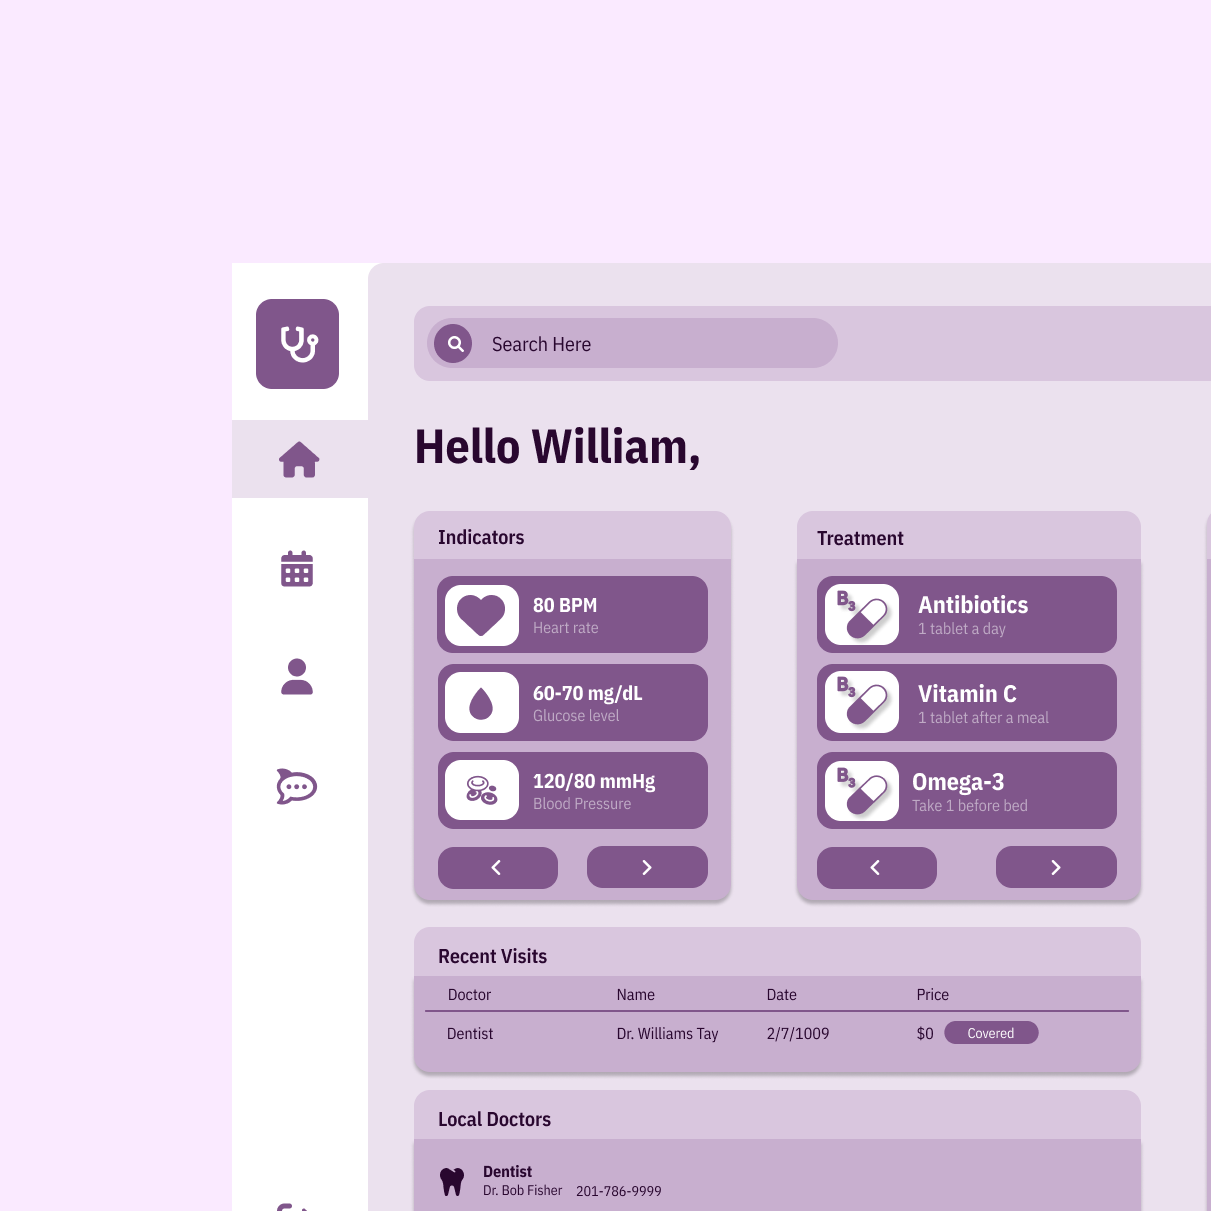 Search Here
Hello William,
Indicators
80 BPM
Heart rate
60-70 mg/dL
Glucose level
120/80 mmHg
Blood Pressure
Treatment
B3
Antibiotics
1 tablet a day
B3
Vitamin C
1 tablet after a meal
B3
Omega-3
Take 1 before bed
Recent Visits
Doctor Name Date Price
Dentist Dr. Williams Tay 2/7/1009 $0 Covered
Local Doctors
Dentist
Dr. Bob Fisher 201-786-9999